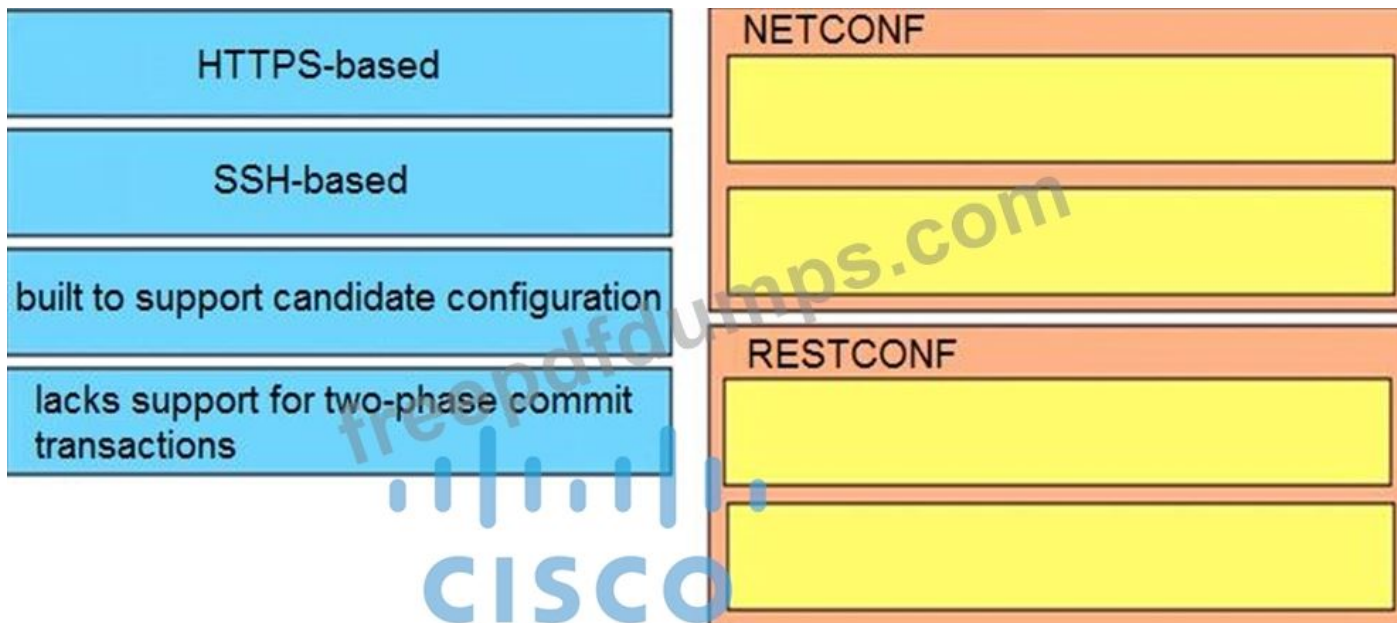 HTTPS-based
SSH-based
built to support candidate configuration
lacks support for two-phase commit
transactions
NETCONF
RESTCONF
freepdfdumps.com
CISCO